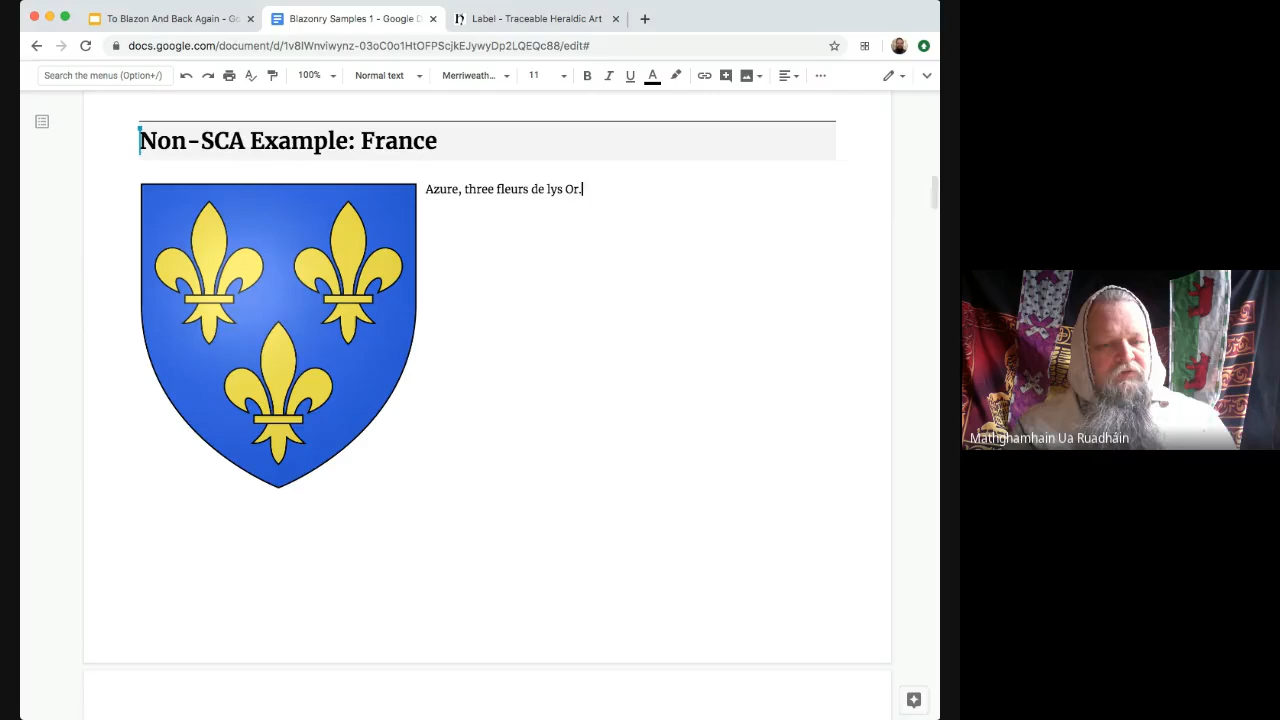 To Blazon And Back Again - Go
Blazonry Samples 1 - Google D
Label - Traceable Heraldic Art
docs.google.com/document/d/1v8lWnviwynz-03oC0o1HtOFPScjkEJywyDp2LQEQc88/edit#
Search the menus (Option+/)
100%
Normal text
Merriweath...
11
B
I
U
A
Non-SCA Example: France
Azure, three fleurs de lys Or.
Mathghamhain Ua Ruadháin